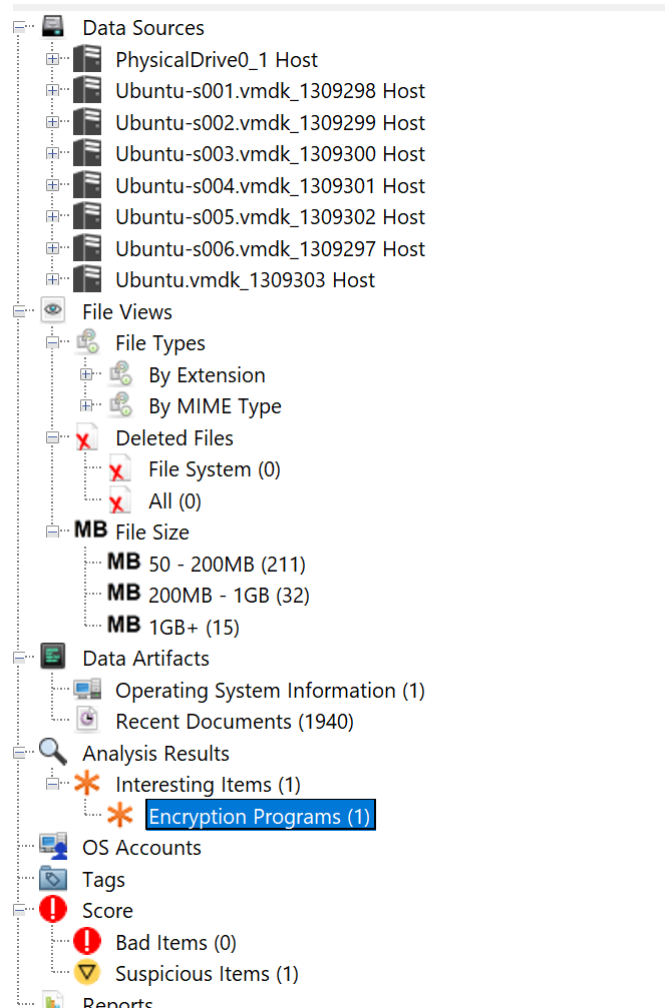 Data Sources
PhysicalDrive0_1 Host
Ubuntu-s001.vmdk_1309298 Host
Ubuntu-s002.vmdk_1309299 Host
Ubuntu-s003.vmdk_1309300 Host
Ubuntu-s004.vmdk_1309301 Host
Ubuntu-s005.vmdk_1309302 Host
Ubuntu-s006.vmdk_1309297 Host
Ubuntu.vmdk_1309303 Host
File Views
File Types
By Extension
By MIME Type
Deleted Files
File System (0)
All (0)
MB File Size
MB 50 - 200MB (211)
MB 200MB - 1GB (32)
MB 1GB+ (15)
Data Artifacts
Operating System Information (1)
Recent Documents (1940)
Analysis Results
Interesting Items (1)
Encryption Programs (1)
OS Accounts
Tags
Score
Bad Items (0)
Suspicious Items (1)
Reports